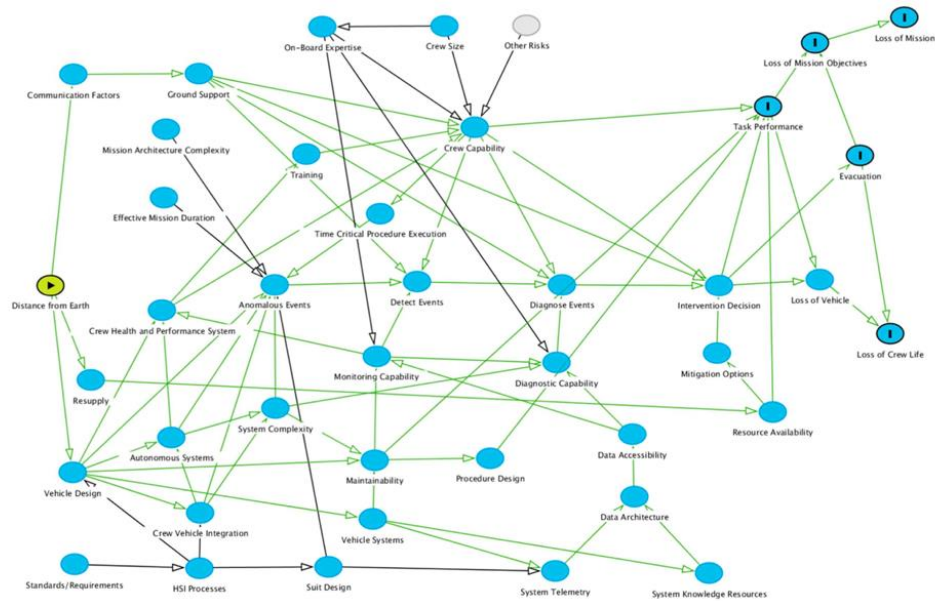 Loss of Mission
On-Board Expertise
Crew Size
Other Risks
Loss of Mission Objectives
Communication Factors
Ground Support
Task Performance
Mission Architecture Complexity
Crew Capability
Training
Evacuation
Effective Mission Duration
Time Critical Procedure Execution
Distance from Earth
Anomalous Events
Detect Events
Diagnose Events
Intervention Decision
Loss of Vehicle
Crew Health and Performance System
Loss of Crew Life
Monitoring Capability
Diagnostic Capability
Mitigation Options
Resupply
System Complexity
Resource Availability
Autonomous Systems
Data Accessibility
Vehicle Design
Maintainability
Procedure Design
Data Architecture
Crew Vehicle Integration
Vehicle Systems
Standards/Requirements
HSI Processes
Suit Design
System Telemetry
System Knowledge Resources